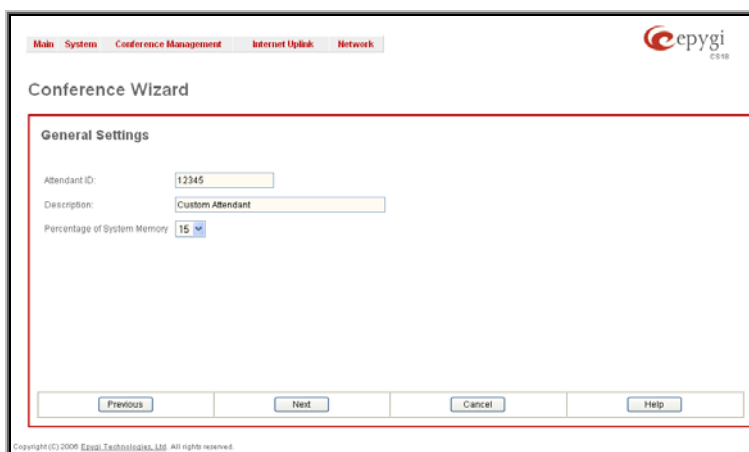 Main System Conference Management Internet Uplink Network
epygi
CS18
Conference Wizard
General Settings
Attendant ID: 12345
Description: Custom Attendant
Percentage of System Memory 15
Previous Next Cancel Help
Copyright (C) 2006 Epygi Technologies, Ltd. All rights reserved.